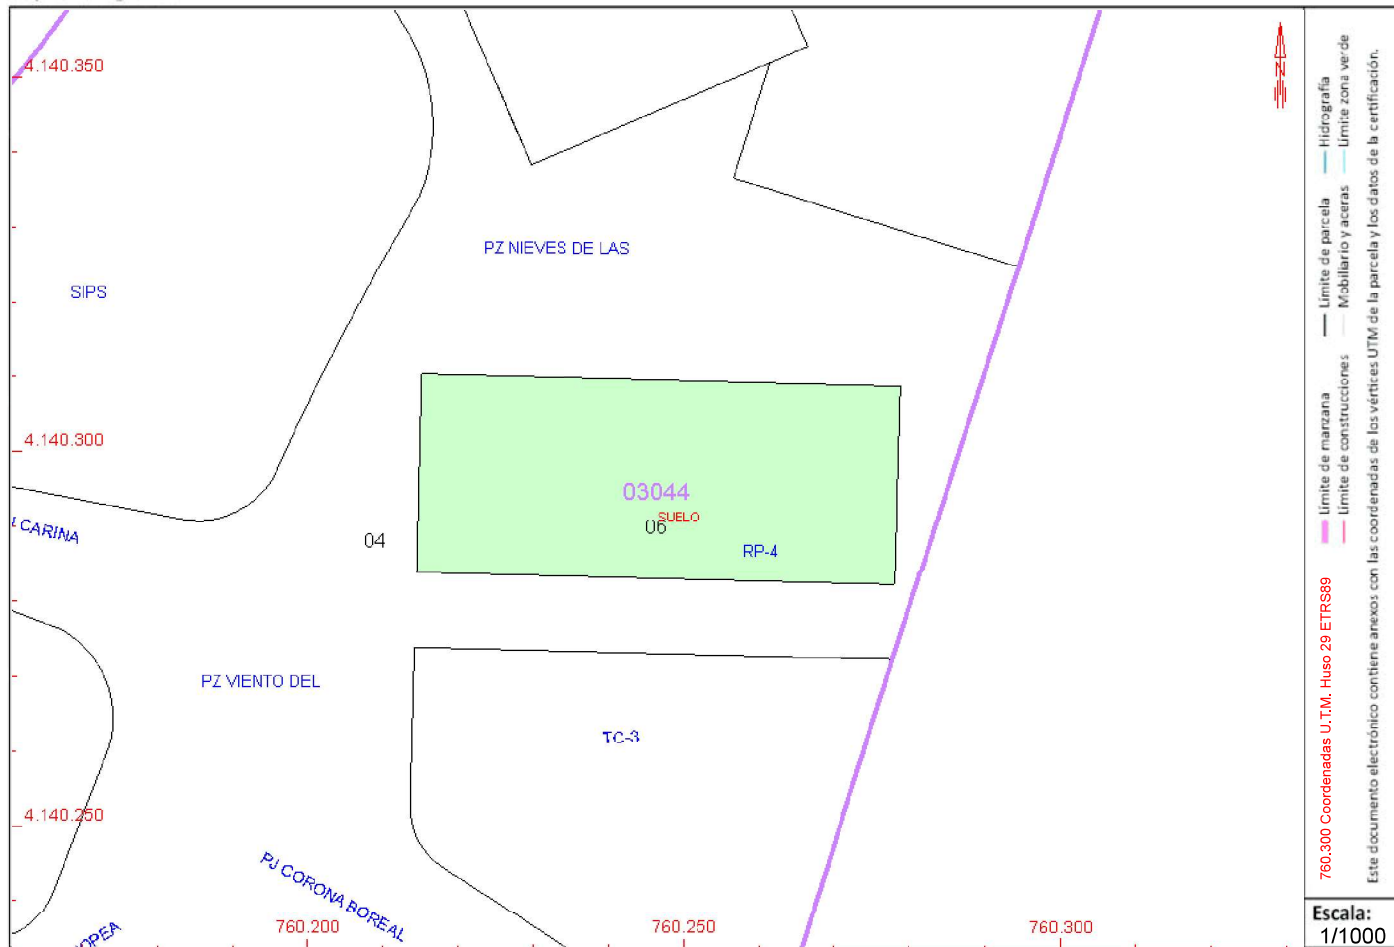 4.140.350
PZ NIEVES DE LAS
SIPS
4.140.300
03044
SUELO
CARINA
04
06
RP-4
PZ VIENTO DEL
TC-3
4.140.250
PJ CORONA BOREAL
760.200
760.250
760.300
Hidrografía
Límite zona verde
Límite de parcela
Mobiliario y aceras
Límite de manzana
Límite de construcciones
760.300 Coordenadas U.T.M. Huso 29 ETRS89
Este documento electrónico contiene anexos con las coordenadas de los vértices UTM de la parcela y los datos de la certificación.
N
Escala:
1/1000